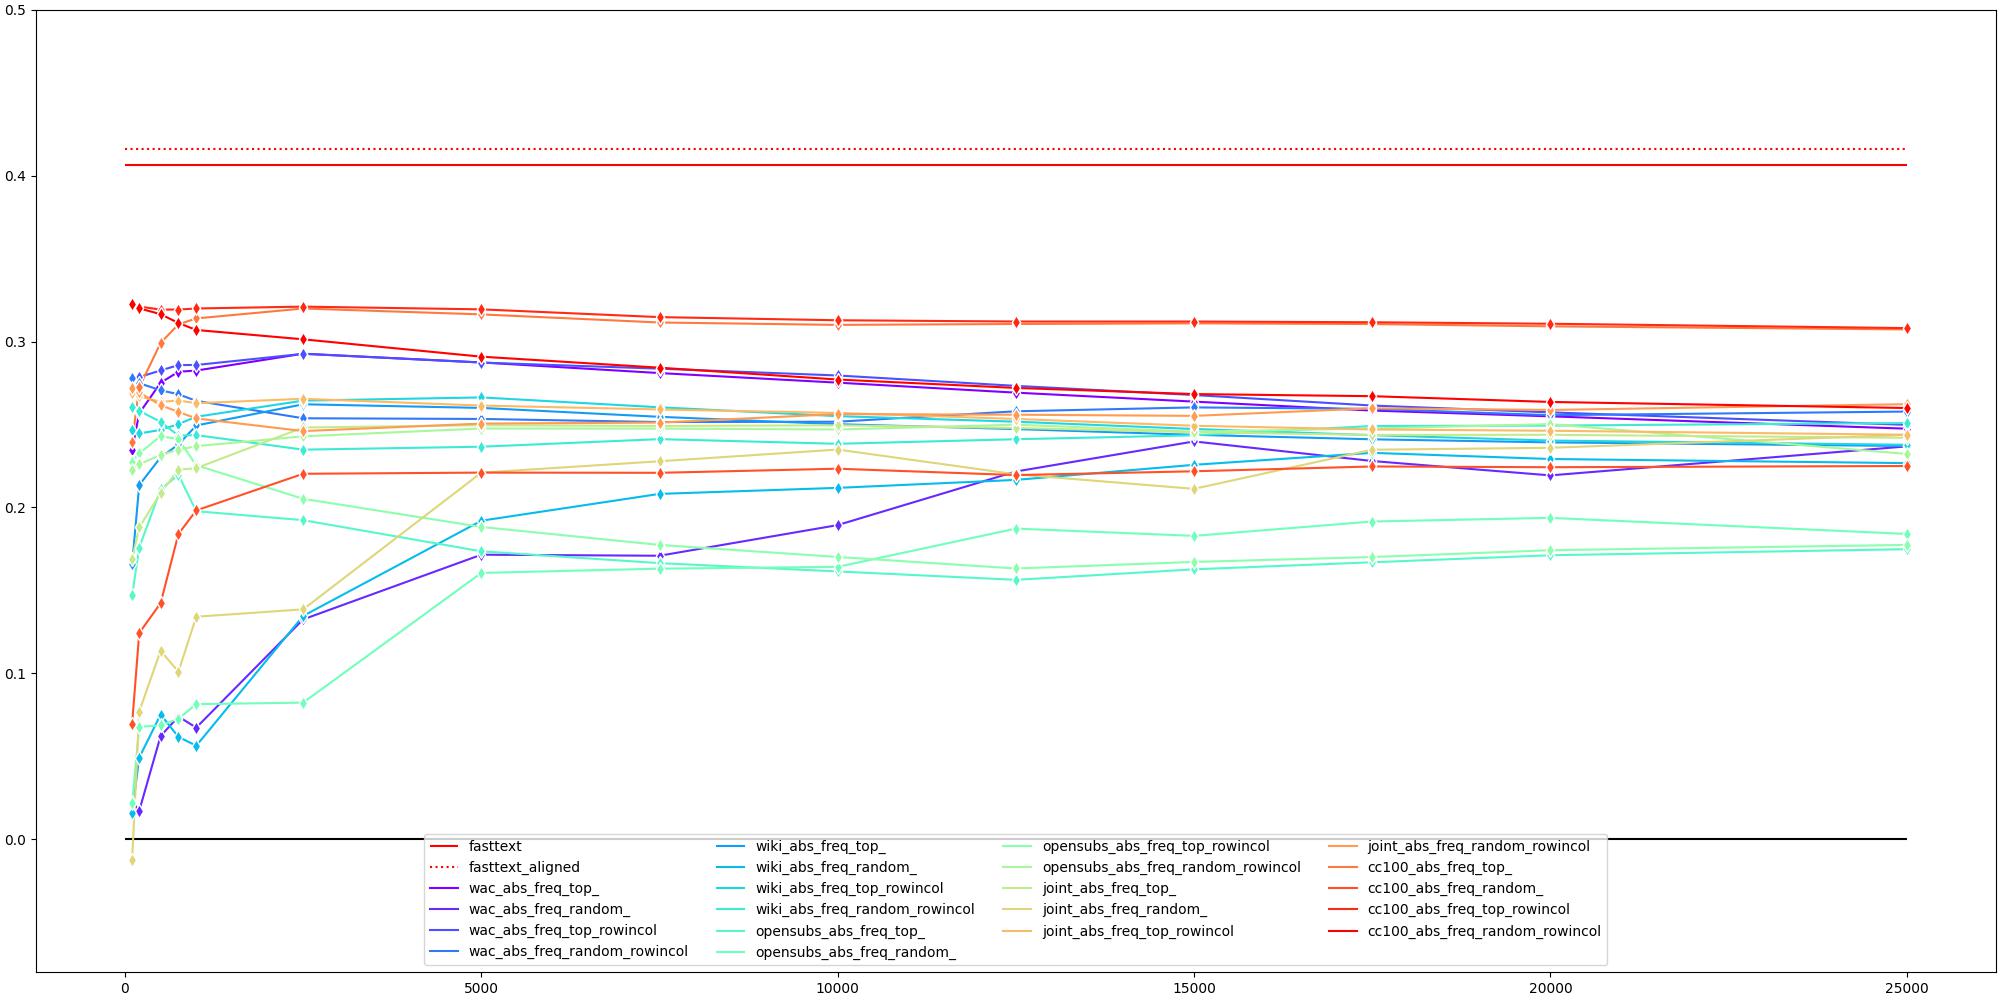 0.5
0.4
0.3
0.2
0.1
0.0
fasttext
fasttext_aligned
wac_abs_freq_top_
wac_abs_freq_random_
wac_abs_freq_top_rowincol
wac_abs_freq_random_rowincol
wiki_abs_freq_top_
wiki_abs_freq_random_
wiki_abs_freq_top_rowincol
wiki_abs_freq_random_rowincol
opensubs_abs_freq_top_
opensubs_abs_freq_random_
opensubs_abs_freq_top_rowincol
opensubs_abs_freq_random_rowincol
joint_abs_freq_top_
joint_abs_freq_random_
joint_abs_freq_top_rowincol
joint_abs_freq_random_rowincol
cc100_abs_freq_top_
cc100_abs_freq_random_
cc100_abs_freq_top_rowincol
cc100_abs_freq_random_rowincol
0 5000 10000 15000 20000 25000